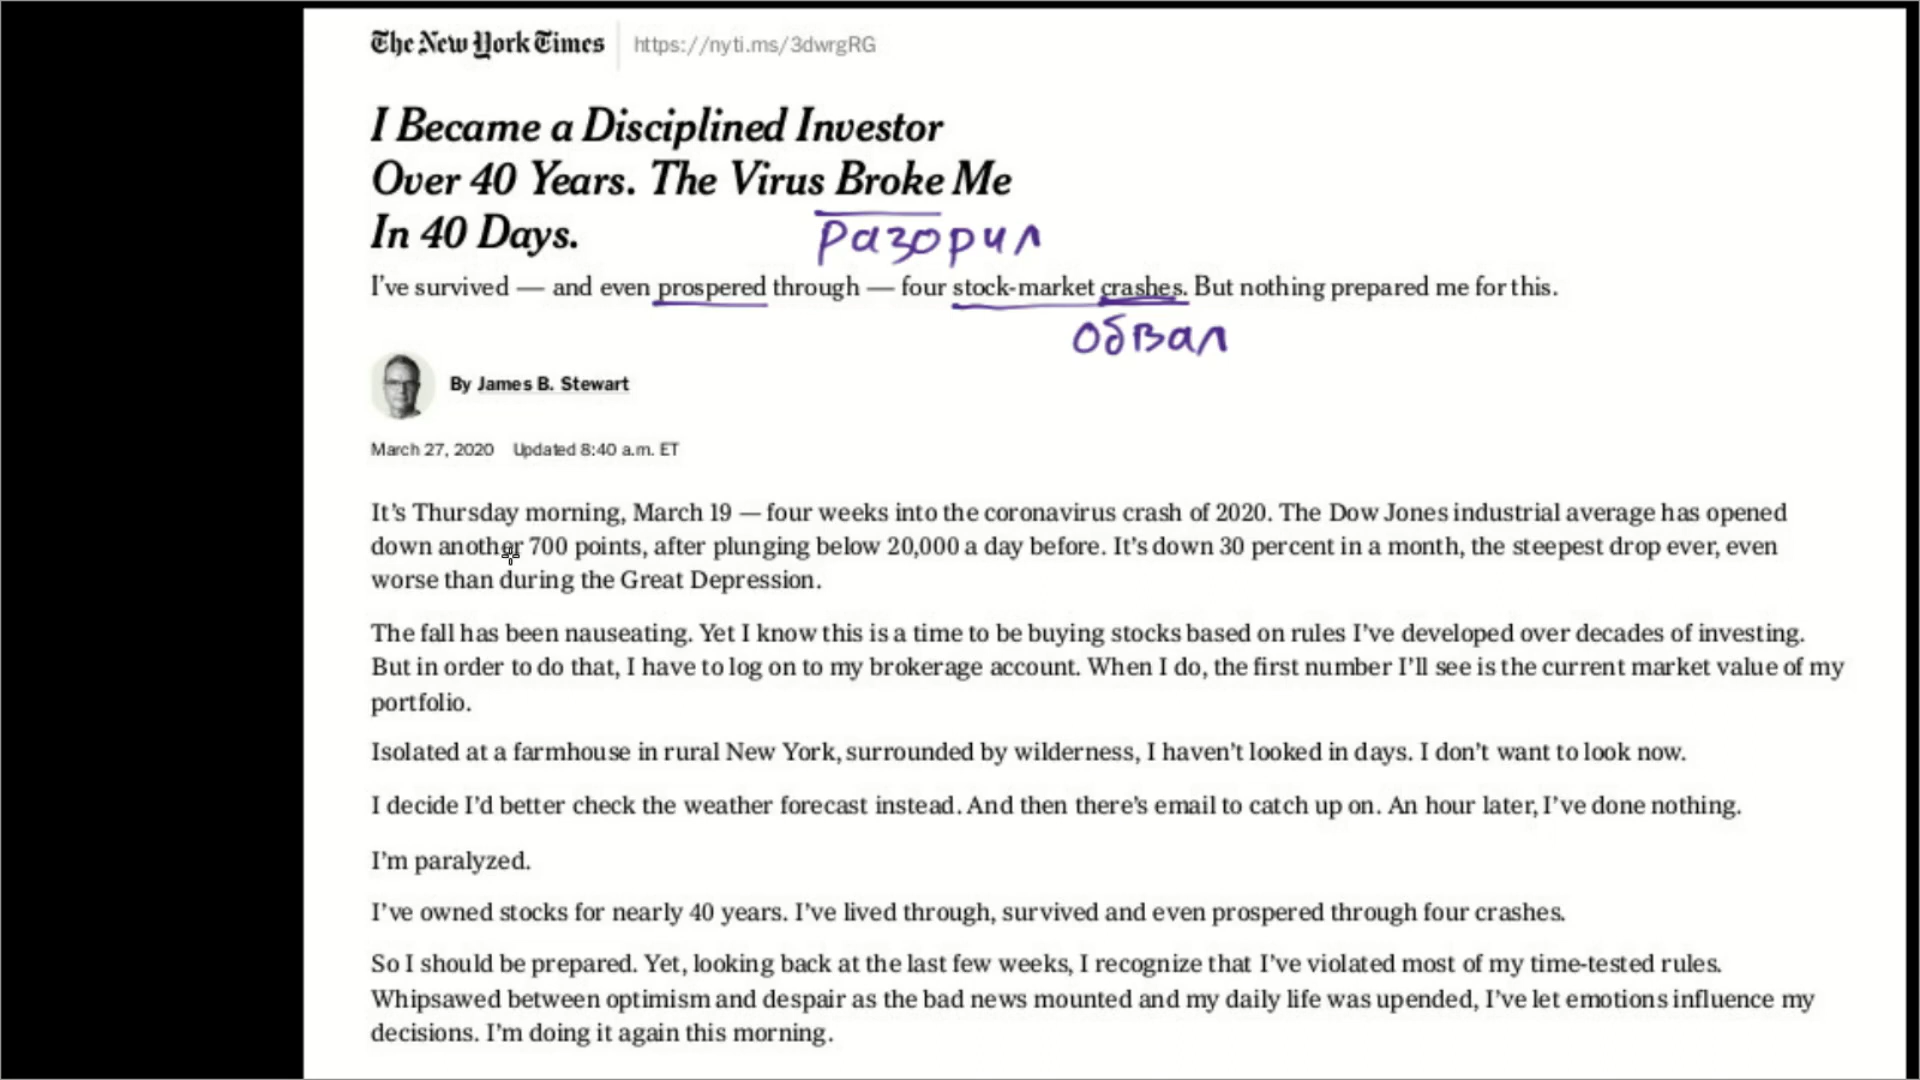 The New York Times https://nyti.ms/3dwrgRG
I Became a Disciplined Investor
Over 40 Years. The Virus Broke Me
In 40 Days.
Разорил
I've survived — and even prospered through — four stock-market crashes. But nothing prepared me for this.
Обвал
By James B. Stewart
March 27, 2020 Updated 8:40 a.m. ET
It's Thursday morning, March 19 — four weeks into the coronavirus crash of 2020. The Dow Jones industrial average has opened
down another 700 points, after plunging below 20,000 a day before. It's down 30 percent in a month, the steepest drop ever, even
worse than during the Great Depression.
The fall has been nauseating. Yet I know this is a time to be buying stocks based on rules I've developed over decades of investing.
But in order to do that, I have to log on to my brokerage account. When I do, the first number I'll see is the current market value of my
portfolio.
Isolated at a farmhouse in rural New York, surrounded by wilderness, I haven't looked in days. I don't want to look now.
I decide I'd better check the weather forecast instead. And then there's email to catch up on. An hour later, I've done nothing.
I'm paralyzed.
I've owned stocks for nearly 40 years. I've lived through, survived and even prospered through four crashes.
So I should be prepared. Yet, looking back at the last few weeks, I recognize that I've violated most of my time-tested rules.
Whipsawed between optimism and despair as the bad news mounted and my daily life was upended, I've let emotions influence my
decisions. I'm doing it again this morning.